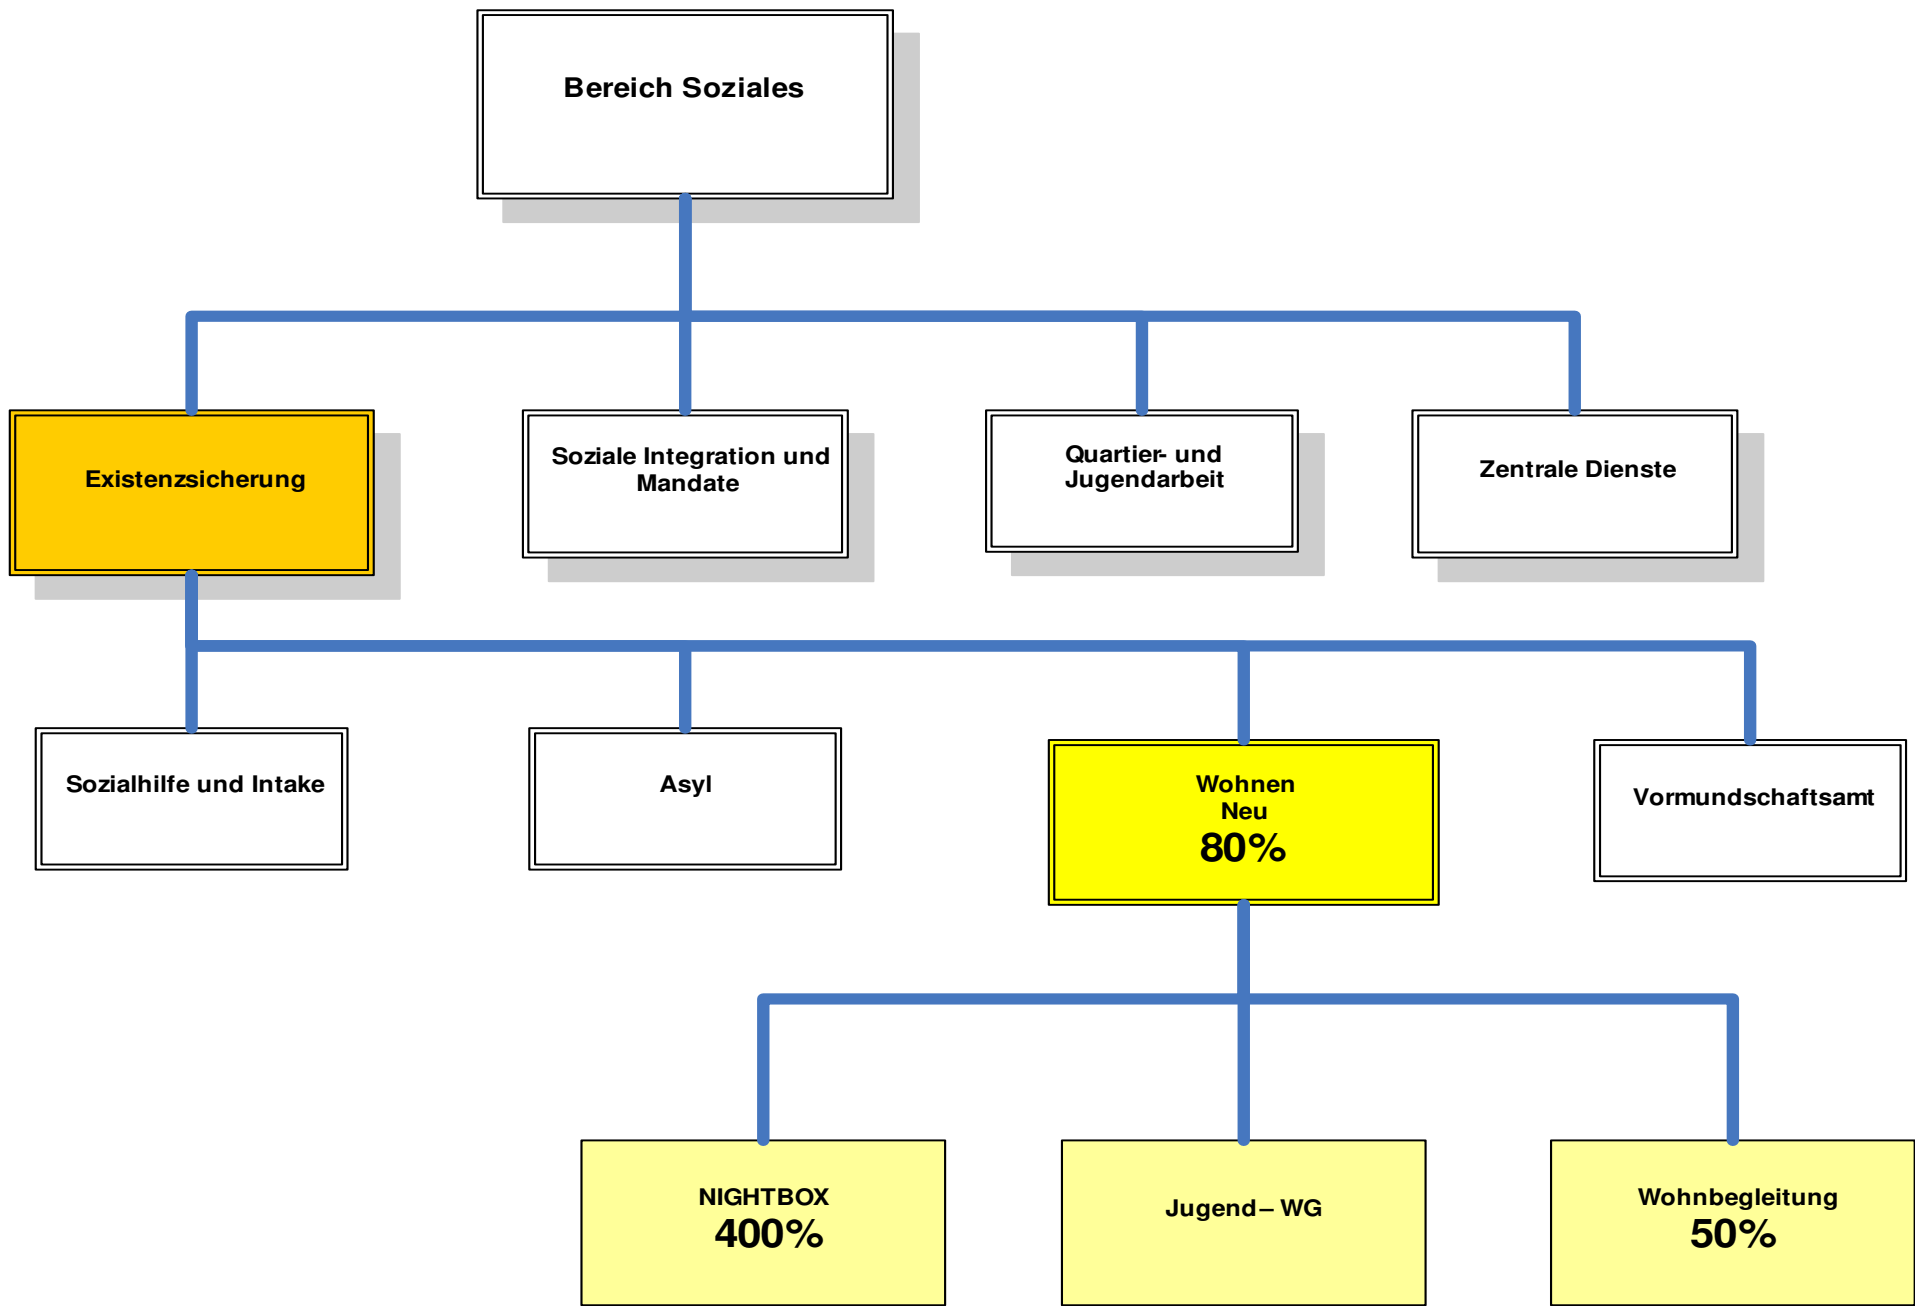 Bereich Soziales
Existenzsicherung
Soziale Integration und
Mandate
Quartier- und
Jugendarbeit
Zentrale Dienste
Sozialhilfe und Intake
Asyl
Wohnen
Neu
80%
Vormundschaftsamt
NIGHTBOX
400%
Jugend– WG
Wohnbegleitung
50%